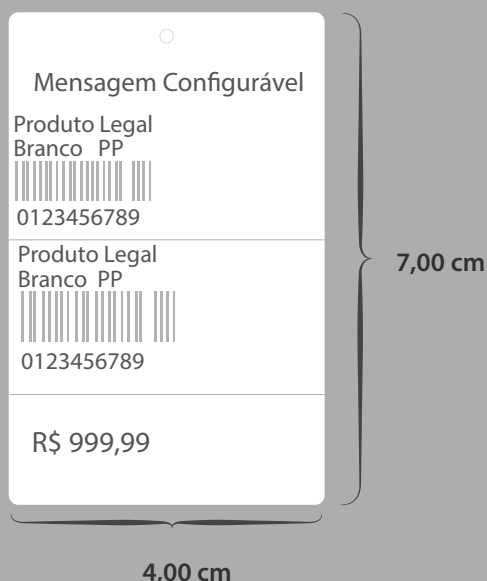 Mensagem Configurável
Produto Legal
Branco PP
0123456789
Produto Legal
Branco PP
0123456789
R$ 999,99
7,00 cm
4,00 cm